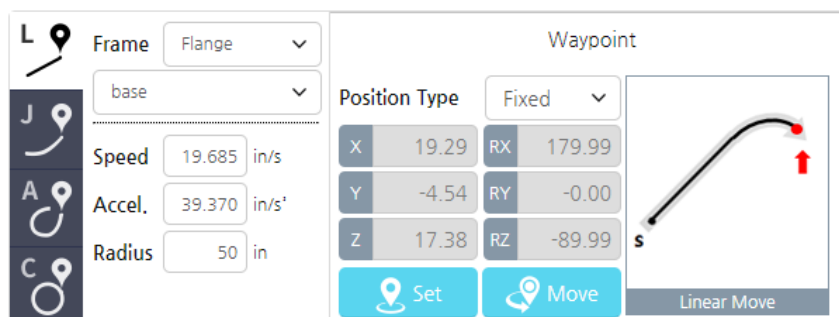 L
J
A
C
Frame Flange
base
Speed 19.685 in/s
Accel. 39.370 in/s²
Radius 50 in
Waypoint
Position Type Fixed
X 19.29 RX 179.99
Y -4.54 RY -0.00
Z 17.38 RZ -89.99
Set Move
S
Linear Move